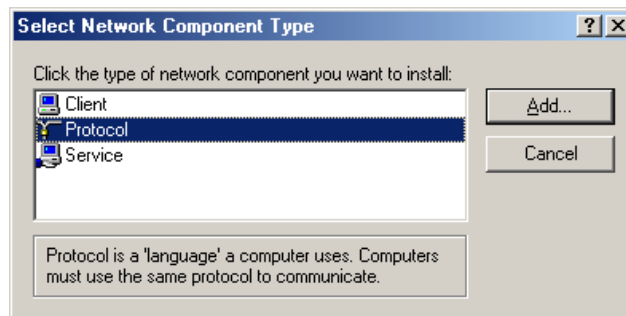 Select Network Component Type
Click the type of network component you want to install:
Client
Protocol
Service
Add...
Cancel
Protocol is a 'language' a computer uses. Computers
must use the same protocol to communicate.